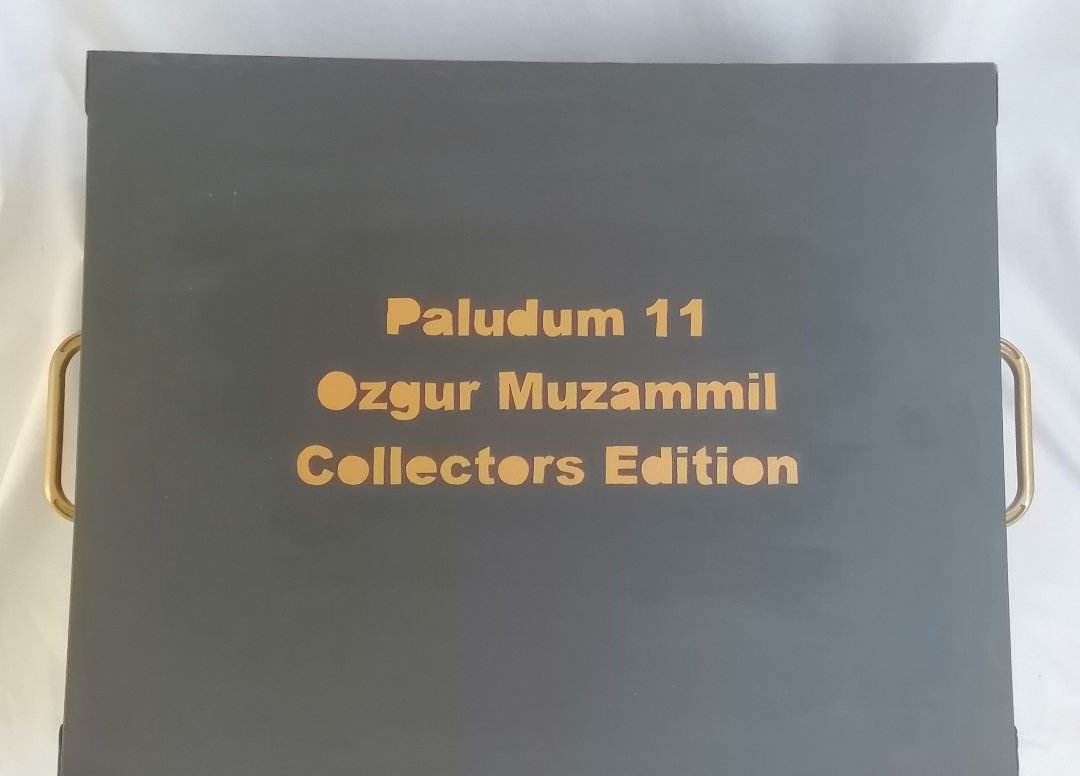 Paludum 11
Ozgur Muzammil
Collectors Edition